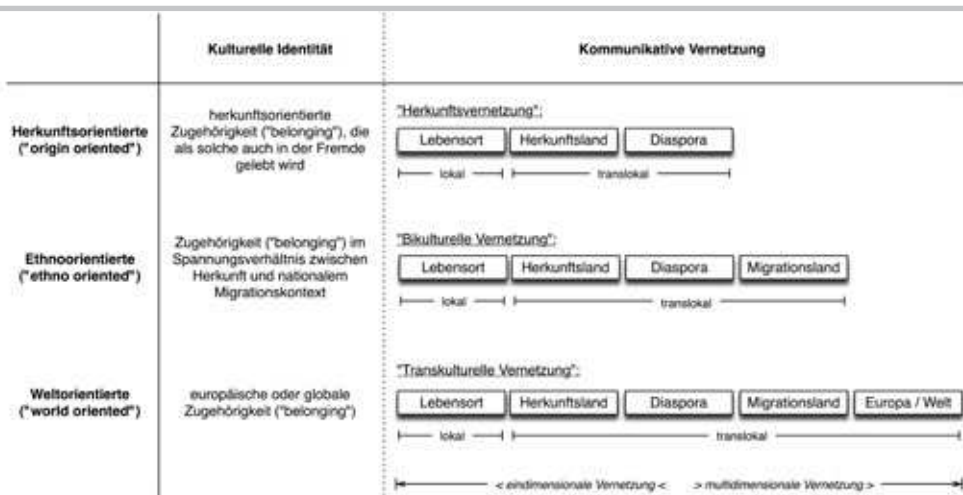 Kulturelle Identität
Kommunikative Vernetzung
Herkunftsorientierte
("origin oriented")
herkunftsorientierte
Zugehörigkeit ("belonging"), die
als solche auch in der Fremde
gelebt wird
"Herkunftsvernetzung":
Lebensort Herkunftsland Diaspora
lokal translokal
Ethnoorientierte
("ethno oriented")
Zugehörigkeit ("belonging") im
Spannungsverhältnis zwischen
Herkunft und nationalem
Migrationskontext
"Bikulturelle Vernetzung":
Lebensort Herkunftsland Diaspora Migrationsland
lokal translokal
Weltorientierte
("world oriented")
europäische oder globale
Zugehörigkeit ("belonging")
"Transkulturelle Vernetzung":
Lebensort Herkunftsland Diaspora Migrationsland Europa / Welt
lokal translokal
< eindimensionale Vernetzung < > multidimensionale Vernetzung >